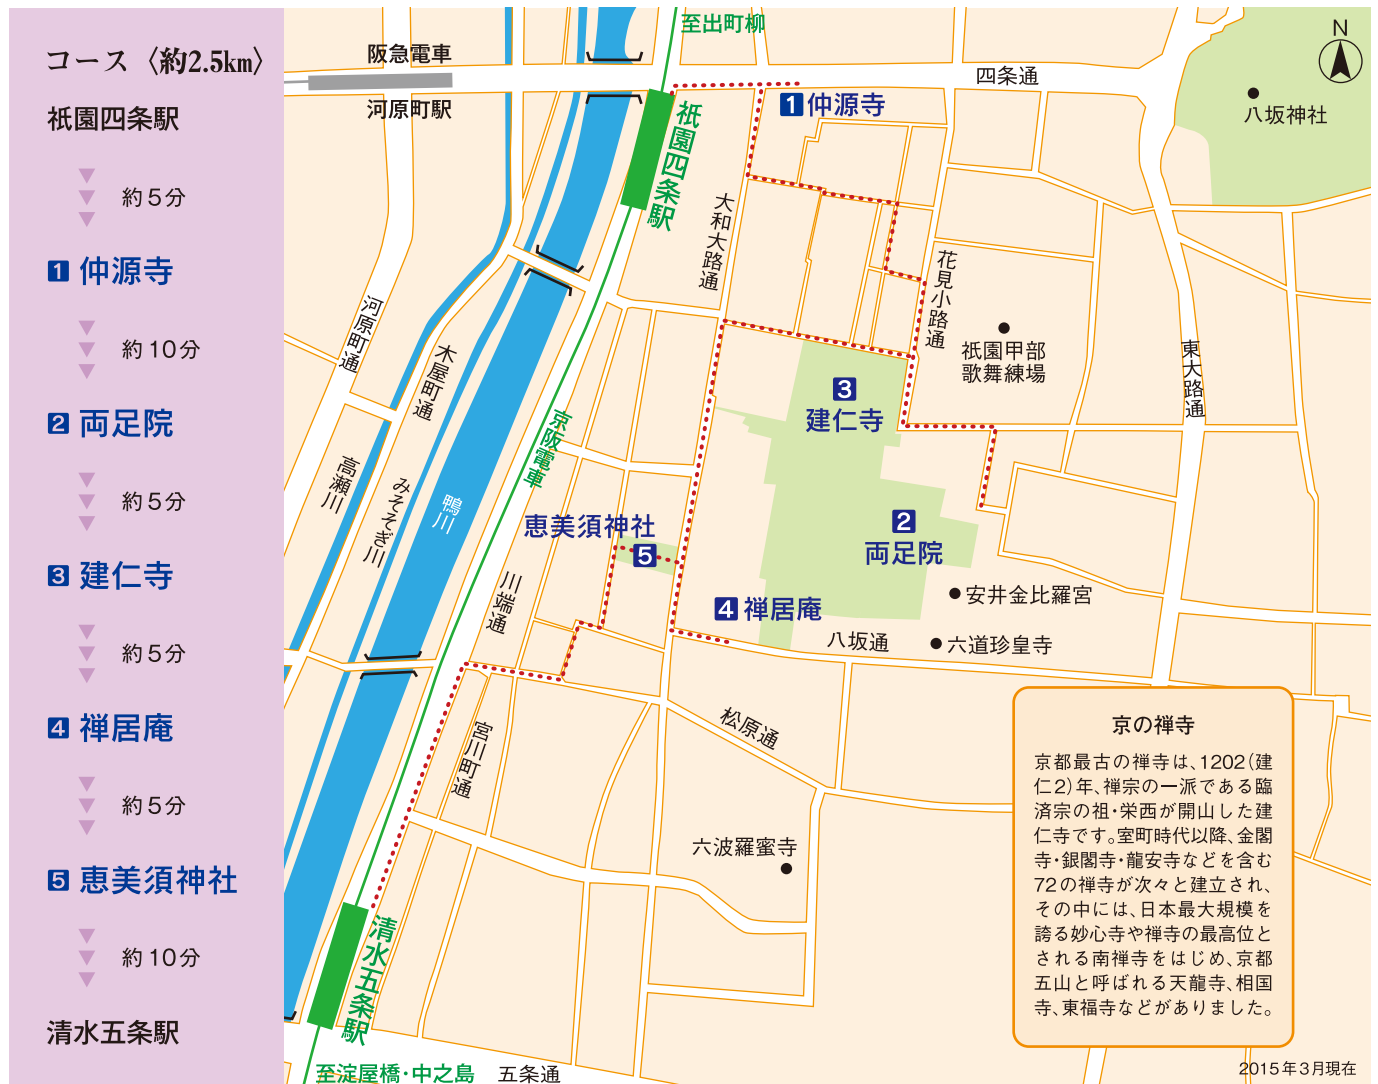 コース〈約2.5km〉
祇園四条駅
約5分
1 仲源寺
約10分
2 両足院
約5分
3 建仁寺
約5分
4 禅居庵
約5分
5 恵美須神社
約10分
清水五条駅
至出町柳
阪急電車
河原町駅
四条通
N
八坂神社
1 仲源寺
祇園四条駅
大和大路通
花見小路通
祇園甲部
歌舞練場
東大路通
河原町通
木屋町通
3
建仁寺
京阪電車
高瀬川
みそそぎ川
鴨川
2
両足院
恵美須神社
5
川端通
4 禅居庵
安井金比羅宮
八坂通
六道珍皇寺
宮川町通
松原通
六波羅蜜寺
清水五条駅
至淀屋橋・中之島
五条通
京の禅寺
京都最古の禅寺は、1202(建
仁2)年、禅宗の一派である臨
済宗の祖・栄西が開山した建
仁寺です。室町時代以降、金閣
寺・銀閣寺・龍安寺などを含む
72の禅寺が次々と建立され、
その中には、日本最大規模を
誇る妙心寺や禅寺の最高位と
される南禅寺をはじめ、京都
五山と呼ばれる天龍寺、相国
寺、東福寺などがありました。
2015年3月現在